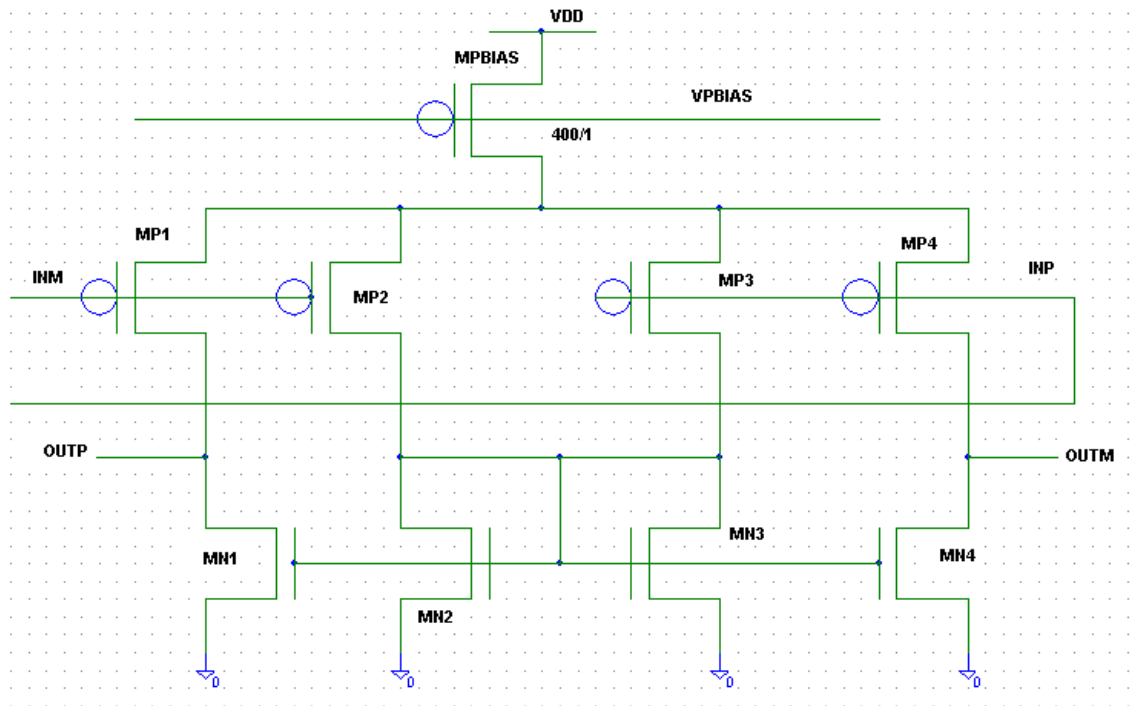 VDD
MPBIAS
VPBIAS
400/1
MP1
MP4
INM
INP
MP2
MP3
OUTP
OUTM
MN1
MN3
MN4
MN2
0
0
0
0